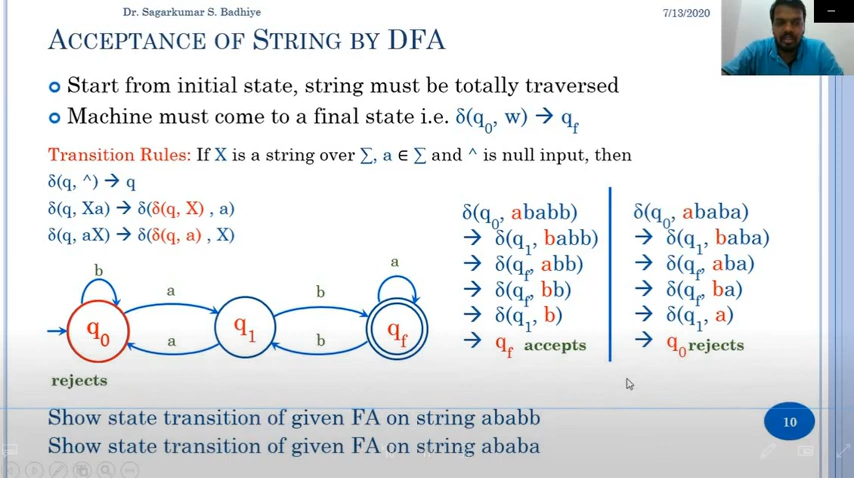 Dr. Sagarkumar S. Badhiye
7/13/2020
ACCEPTANCE OF STRING BY DFA
Start from initial state, string must be totally traversed
Machine must come to a final state i.e. δ(q0, w) → qf
Transition Rules: If X is a string over ∑, a ∈ ∑ and ^ is null input, then
δ(q, ^) → q
δ(q, Xa) → δ(δ(q, X) , a)
δ(q, aX) → δ(δ(q, a) , X)
b
a
b
a
q0
q1
qf
a
b
rejects
δ(q0, ababb)
→ δ(q1, babb)
→ δ(qf, abb)
→ δ(qf, bb)
→ δ(q1, b)
→ qf accepts
δ(q0, ababa)
→ δ(q1, baba)
→ δ(qf, aba)
→ δ(qf, ba)
→ δ(q1, a)
→ q0 rejects
Show state transition of given FA on string ababb
Show state transition of given FA on string ababa
10